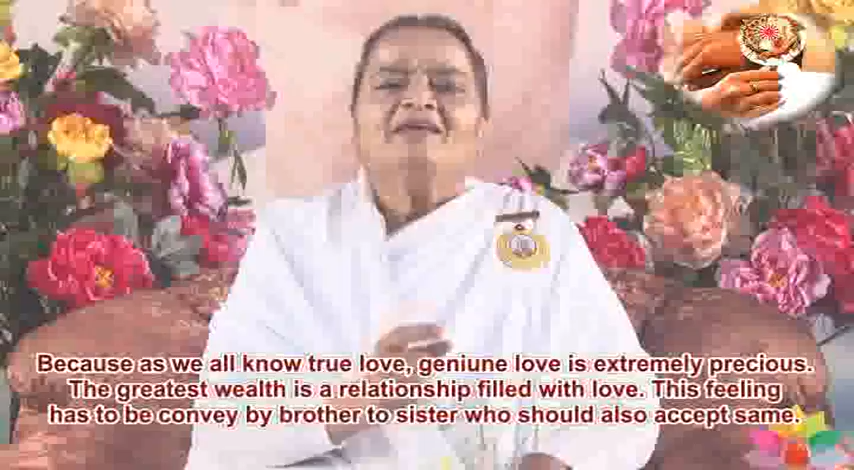 Because as we all know true love, geniune love is extremely precious.
The greatest wealth is a relationship filled with love. This feeling
has to be convey by brother to sister who should also accept same.